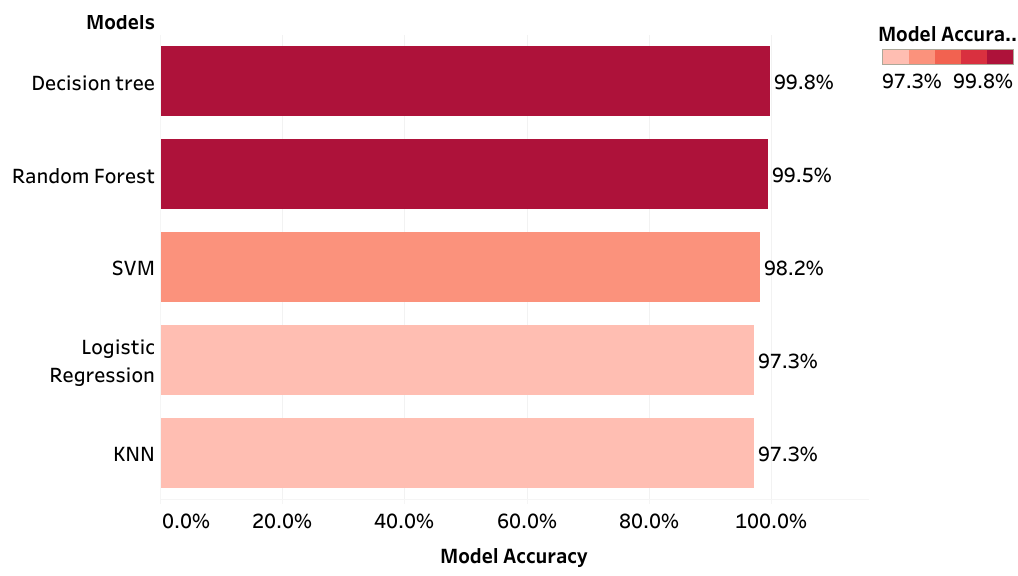 Models
Decision tree
99.8%
Random Forest
99.5%
SVM
98.2%
Logistic
Regression
97.3%
KNN
97.3%
0.0% 20.0% 40.0% 60.0% 80.0% 100.0%
Model Accuracy
Model Accura..
97.3% 99.8%